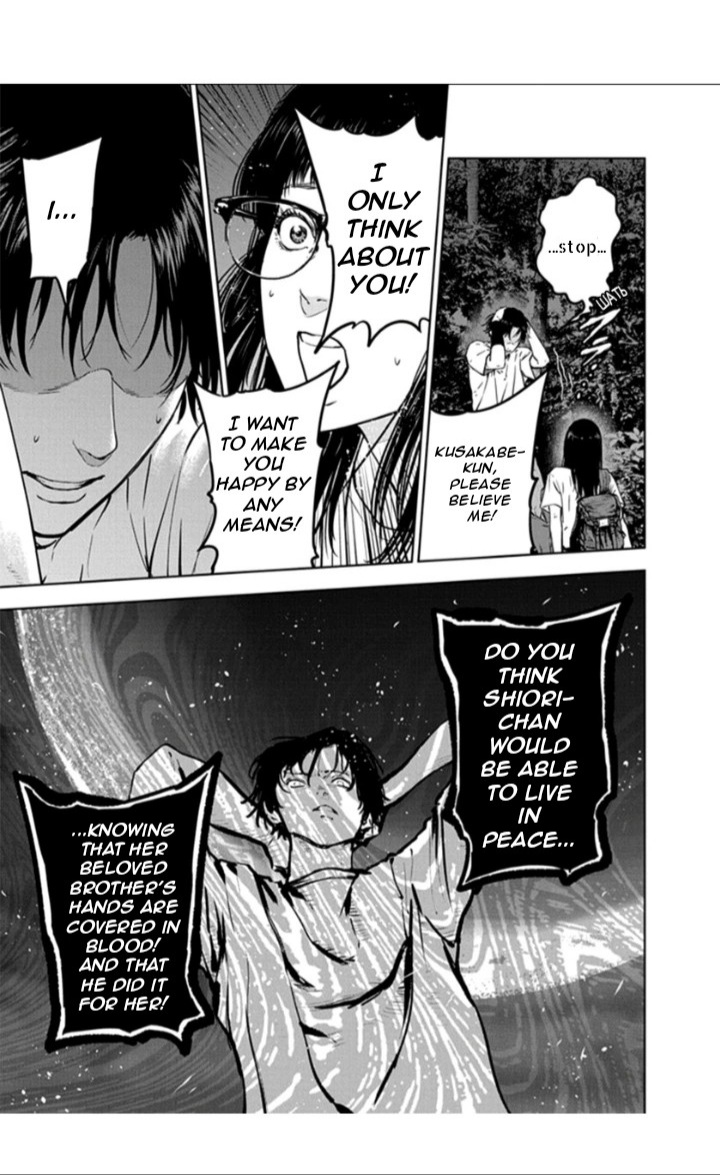 ...stop...
ШАТЬ
KUSAKABE-
KUN,
PLEASE
BELIEVE
ME!
I
ONLY
THINK
ABOUT
YOU!
I WANT
TO MAKE
YOU
HAPPY BY
ANY
MEANS!
I...
DO YOU
THINK
SHIORI-
CHAN
WOULD
BE ABLE
TO LIVE
IN
PEACE...
...KNOWING
THAT HER
BELOVED
BROTHER'S
HANDS ARE
COVERED IN
BLOOD!
AND THAT
HE DID IT
FOR HER!